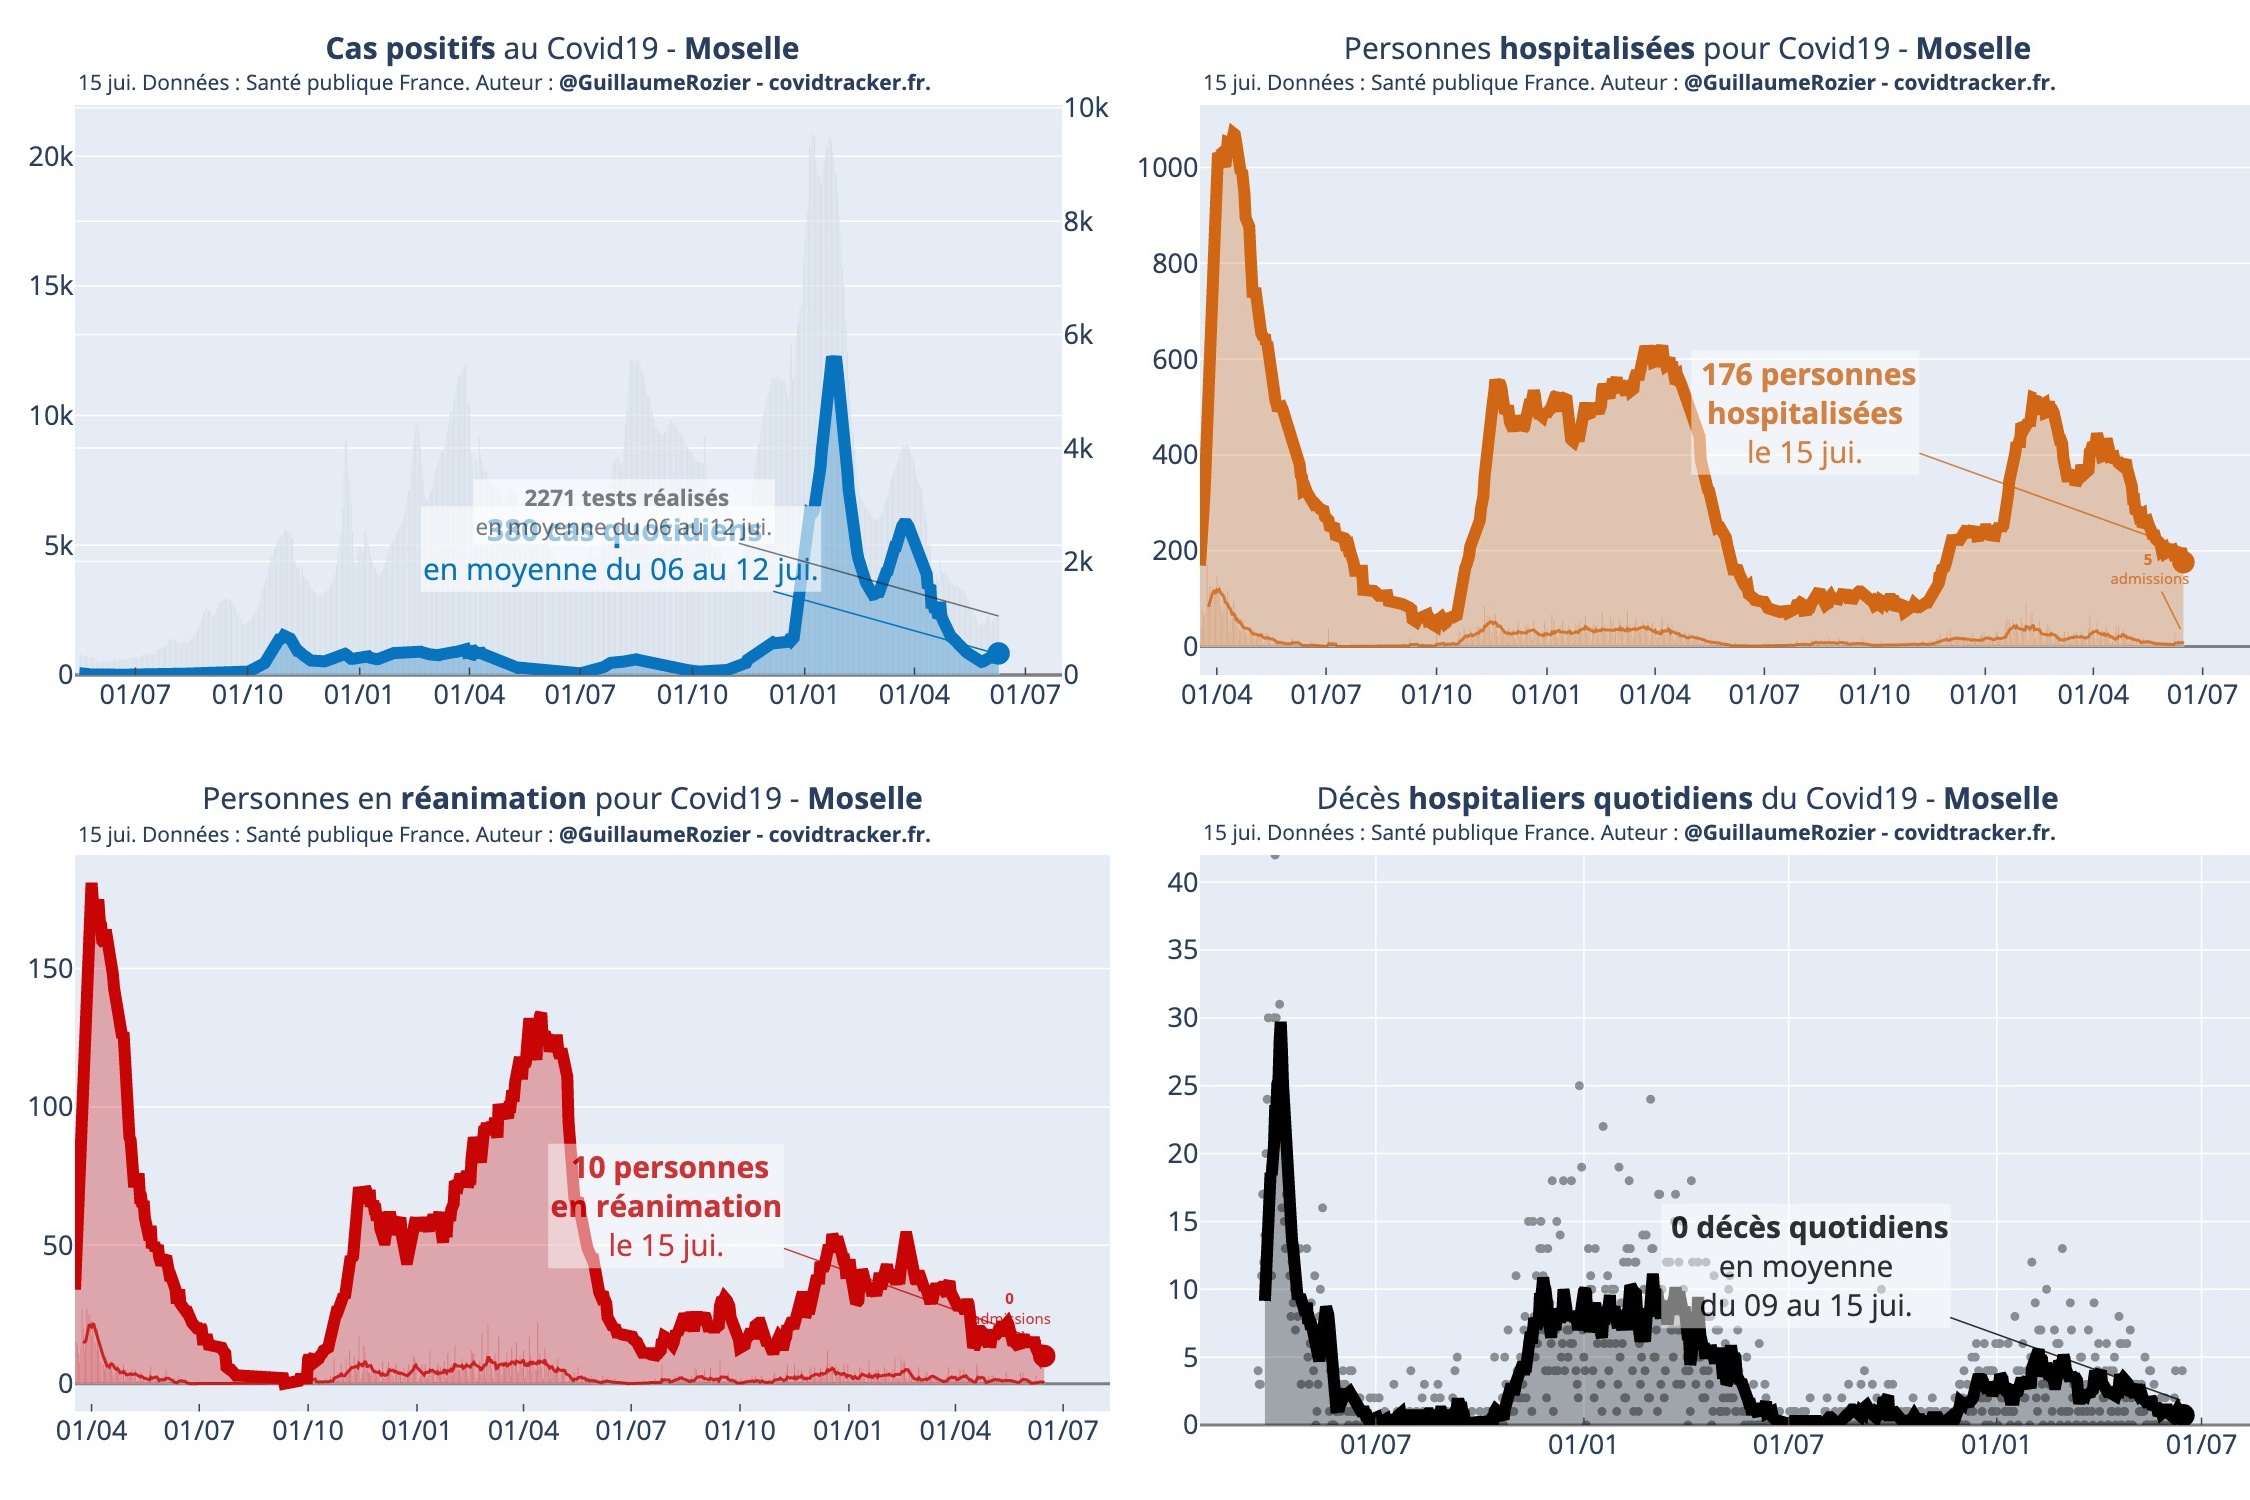 Cas positifs au Covid19 - Moselle
15 jui. Données : Santé publique France. Auteur : @GuillaumeRozier - covidtracker.fr.
10k
20k
8k
15k
6k
10k
4k
2271 tests réalisés
en moyenne du 06 au 12 jui.
380 cas quotidiens
en moyenne du 06 au 12 jui.
5k
2k
0
0
01/07 01/10 01/01 01/04 01/07 01/10 01/01 01/04 01/07
Personnes hospitalisées pour Covid19 - Moselle
15 jui. Données : Santé publique France. Auteur : @GuillaumeRozier - covidtracker.fr.
1000
800
600
176 personnes
hospitalisées
le 15 jui.
400
200
5
admissions
0
01/04 01/07 01/10 01/01 01/04 01/07 01/10 01/01 01/04 01/07
Personnes en réanimation pour Covid19 - Moselle
15 jui. Données : Santé publique France. Auteur : @GuillaumeRozier - covidtracker.fr.
150
100
10 personnes
en réanimation
le 15 jui.
50
0
admissions
0
01/04 01/07 01/10 01/01 01/04 01/07 01/10 01/01 01/04 01/07
Décès hospitaliers quotidiens du Covid19 - Moselle
15 jui. Données : Santé publique France. Auteur : @GuillaumeRozier - covidtracker.fr.
40
35
30
25
20
15
0 décès quotidiens
en moyenne
du 09 au 15 jui.
10
5
0
01/07 01/01 01/07 01/01 01/07